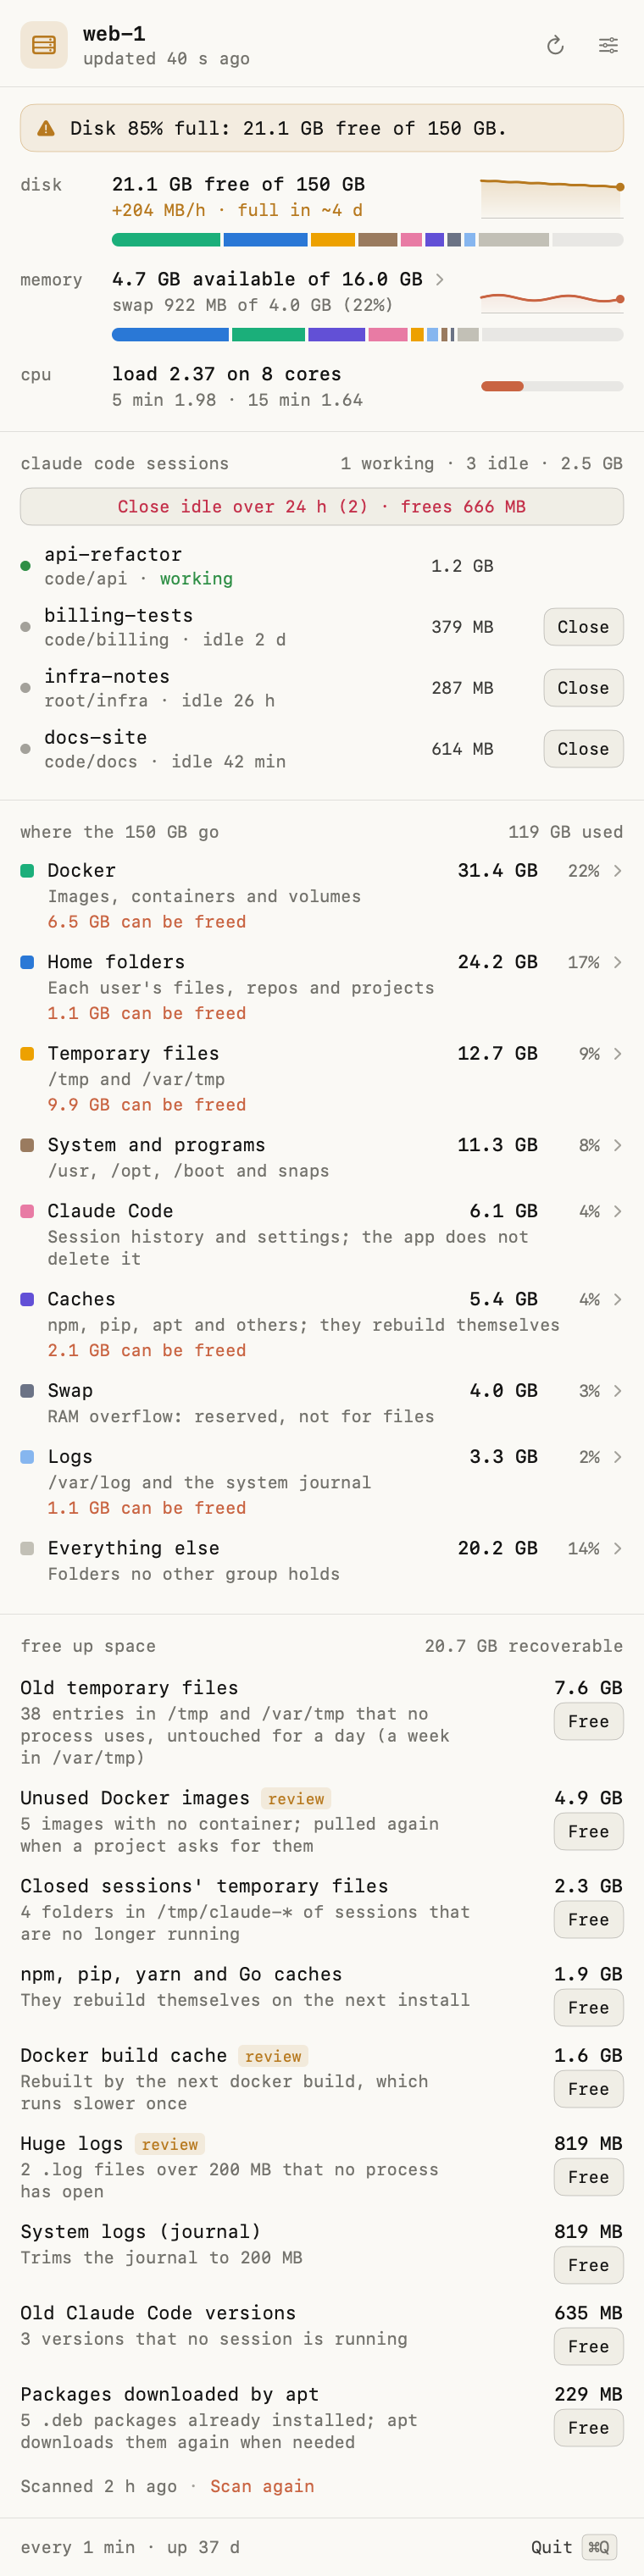 web-1
updated 40 s ago
Disk 85% full: 21.1 GB free of 150 GB.
disk
21.1 GB free of 150 GB
+204 MB/h · full in ~4 d
memory
4.7 GB available of 16.0 GB
swap 922 MB of 4.0 GB (22%)
cpu
load 2.37 on 8 cores
5 min 1.98 · 15 min 1.64
claude code sessions
1 working · 3 idle · 2.5 GB
Close idle over 24 h (2) · frees 666 MB
api-refactor
code/api · working
1.2 GB
billing-tests
code/billing · idle 2 d
379 MB
Close
infra-notes
root/infra · idle 26 h
287 MB
Close
docs-site
code/docs · idle 42 min
614 MB
Close
where the 150 GB go
119 GB used
Docker 31.4 GB 22%
Images, containers and volumes
6.5 GB can be freed
Home folders 24.2 GB 17%
Each user's files, repos and projects
1.1 GB can be freed
Temporary files 12.7 GB 9%
/tmp and /var/tmp
9.9 GB can be freed
System and programs 11.3 GB 8%
/usr, /opt, /boot and snaps
Claude Code 6.1 GB 4%
Session history and settings; the app does not
delete it
Caches 5.4 GB 4%
npm, pip, apt and others; they rebuild themselves
2.1 GB can be freed
Swap 4.0 GB 3%
RAM overflow: reserved, not for files
Logs 3.3 GB 2%
/var/log and the system journal
1.1 GB can be freed
Everything else 20.2 GB 14%
Folders no other group holds
free up space
20.7 GB recoverable
Old temporary files 7.6 GB
38 entries in /tmp and /var/tmp that no
process uses, untouched for a day (a week
in /var/tmp)
Free
Unused Docker images review 4.9 GB
5 images with no container; pulled again
when a project asks for them
Free
Closed sessions' temporary files 2.3 GB
4 folders in /tmp/claude-* of sessions that
are no longer running
Free
npm, pip, yarn and Go caches 1.9 GB
They rebuild themselves on the next install
Free
Docker build cache review 1.6 GB
Rebuilt by the next docker build, which
runs slower once
Free
Huge logs review 819 MB
2 .log files over 200 MB that no process
has open
Free
System logs (journal) 819 MB
Trims the journal to 200 MB
Free
Old Claude Code versions 635 MB
3 versions that no session is running
Free
Packages downloaded by apt 229 MB
5 .deb packages already installed; apt
downloads them again when needed
Free
Scanned 2 h ago · Scan again
every 1 min · up 37 d
Quit ⌘Q